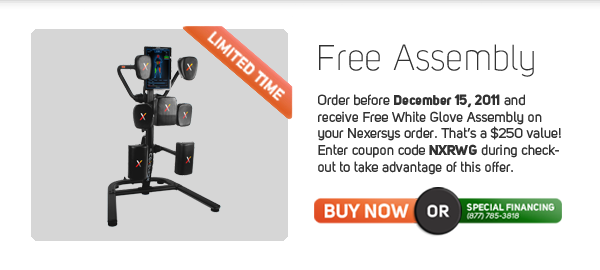 LIMITED TIME
Free Assembly
Order before December 15, 2011 and
receive Free White Glove Assembly on
your Nexersys order. That's a $250 value!
Enter coupon code NXRWG during check-
out to take advantage of this offer.
BUY NOW OR SPECIAL FINANCING
(877) 785-3818